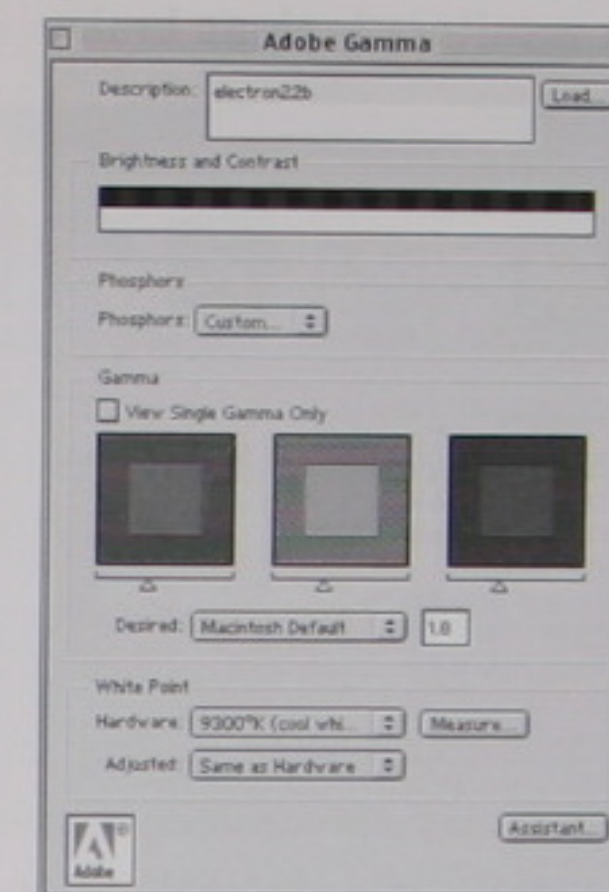 Adobe Gamma
Description: electron22b Load...
Brightness and Contrast
Phosphors
Phosphors: Custom...
Gamma
View Single Gamma Only
Desired: Macintosh Default 1.8
White Point
Hardware: 9300°K (cool whi... Measure...
Adjusted: Same as Hardware
Adobe
Assistant...